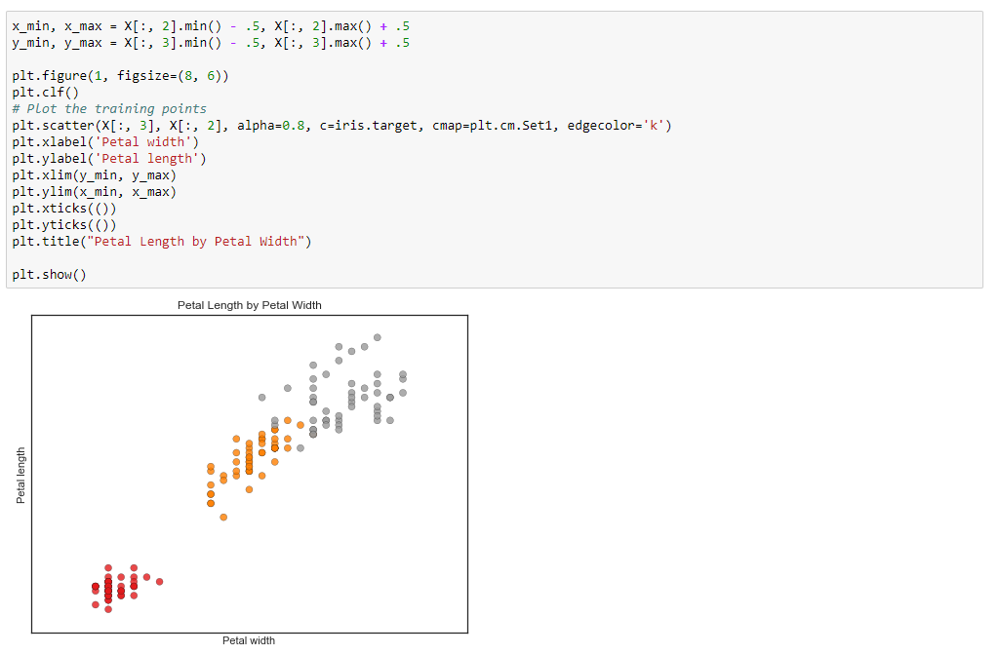 x_min, x_max = X[:, 2].min() - .5, X[:, 2].max() + .5
y_min, y_max = X[:, 3].min() - .5, X[:, 3].max() + .5
plt.figure(1, figsize=(8, 6))
plt.clf()
# Plot the training points
plt.scatter(X[:, 3], X[:, 2], alpha=0.8, c=iris.target, cmap=plt.cm.Set1, edgecolor='k')
plt.xlabel('Petal width')
plt.ylabel('Petal length')
plt.xlim(y_min, y_max)
plt.ylim(x_min, x_max)
plt.xticks(())
plt.yticks(())
plt.title("Petal Length by Petal Width")
plt.show()
Petal Length by Petal Width
Petal length
Petal width